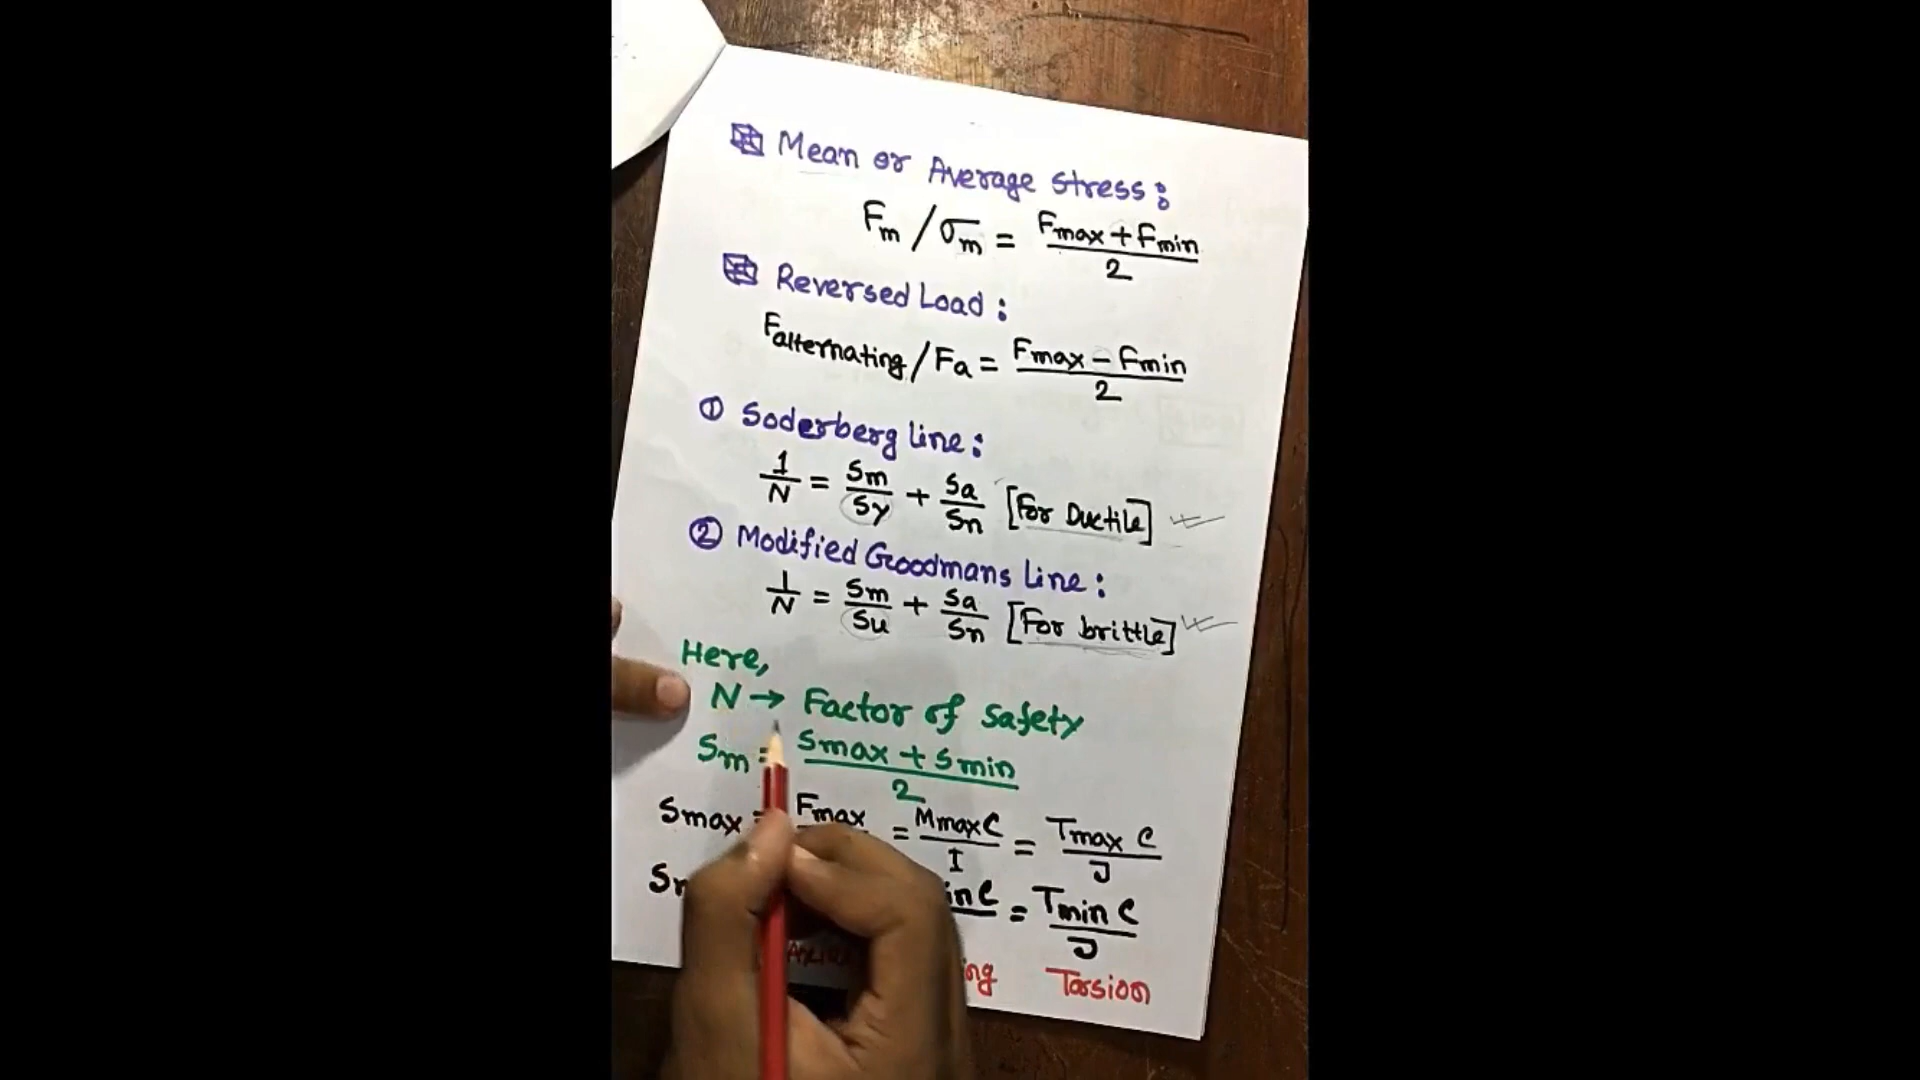 Mean or Average Stress:
Fm / σm = Fmax + Fmin / 2
Reversed Load:
Falternating / Fa = Fmax - Fmin / 2
① Soderberg line:
1/N = Sm/Sy + Sa/Sn [For Ductile]
② Modified Goodmans Line:
1/N = Sm/Su + Sa/Sn [For brittle]
Here,
N → Factor of Safety
Sm = Smax + Smin / 2
Smax = Fmax = MmaxC / I = Tmax C / J
= Tmin C / J
Torsion